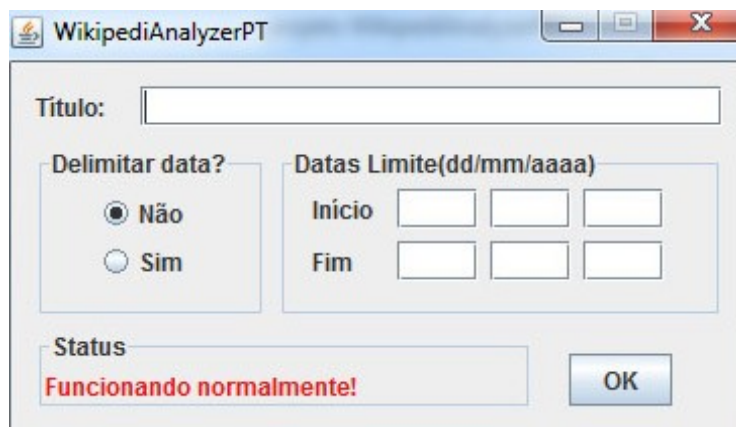 WikipediAnalyzerPT
Título:
Delimitar data?
Não
Sim
Datas Limite(dd/mm/aaaa)
Início
Fim
Status
Funcionando normalmente!
OK